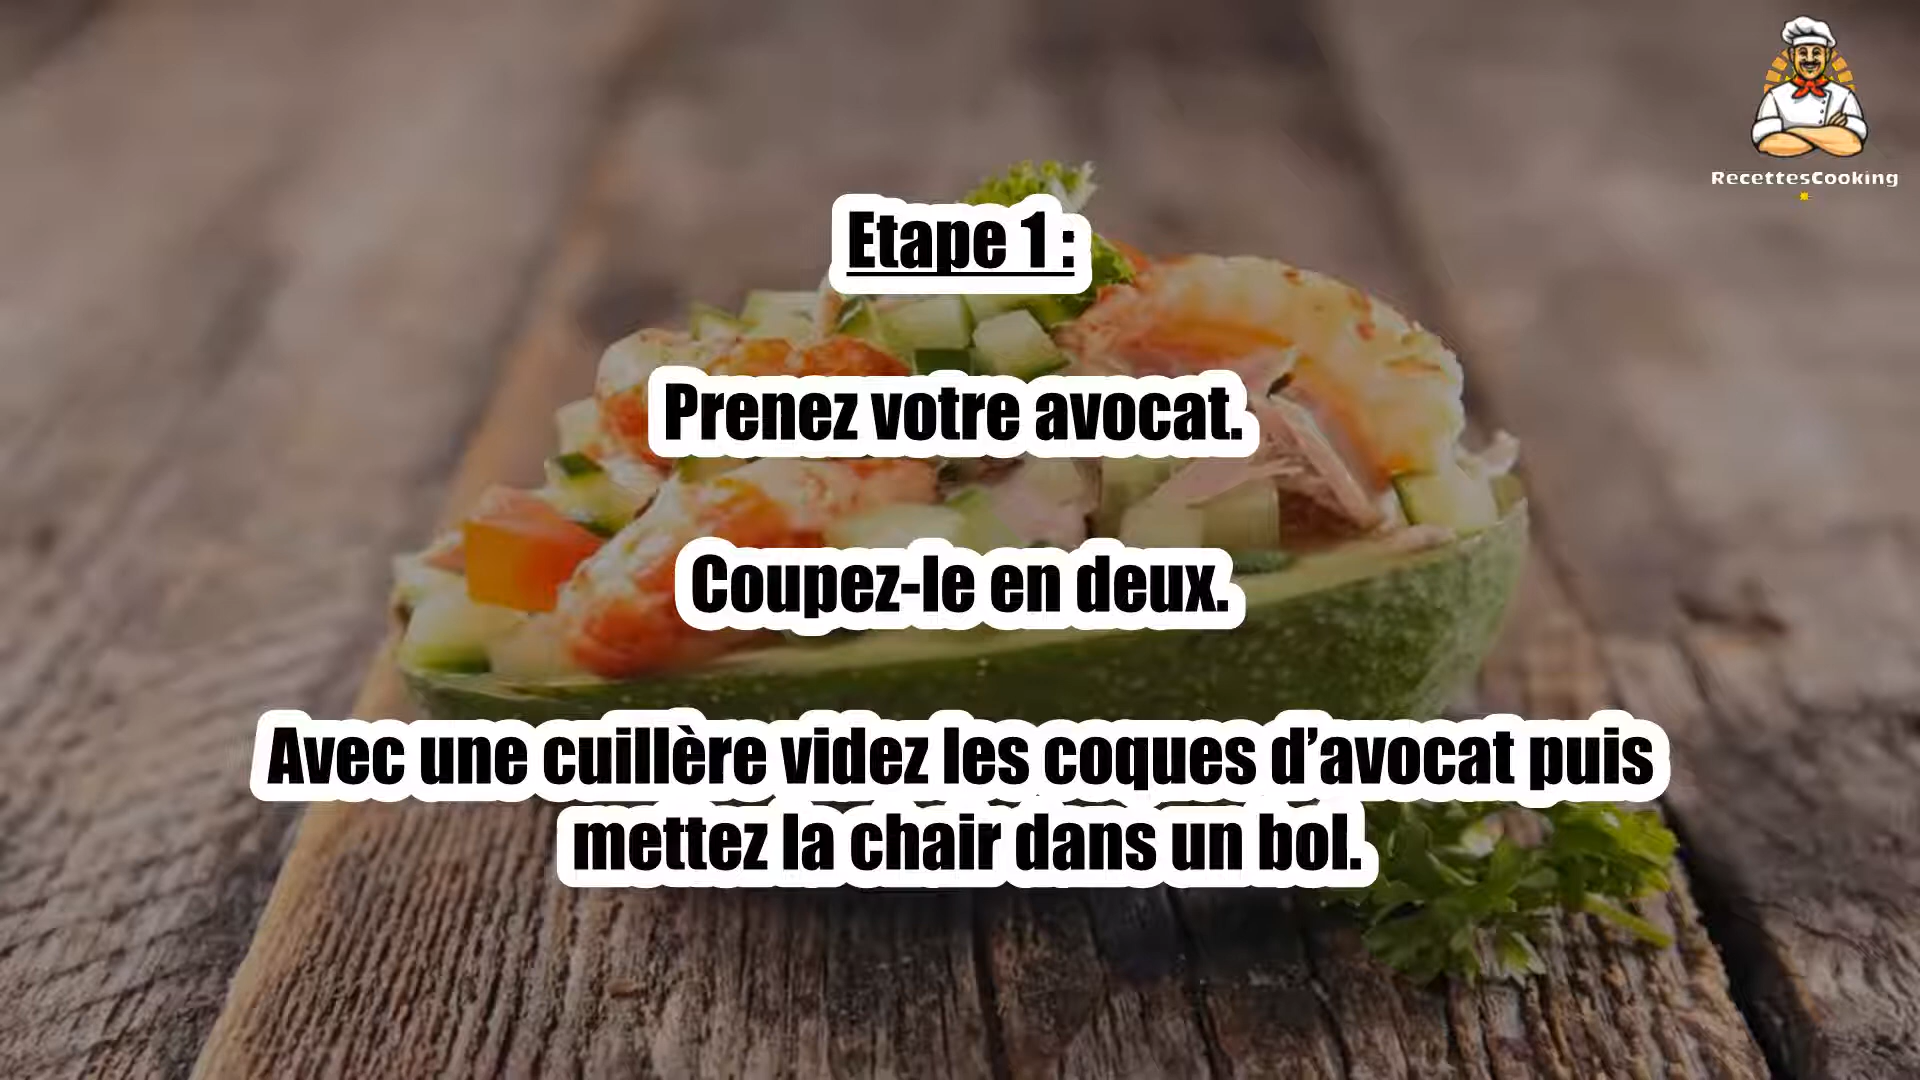 RecettesCooking
Etape 1 :
Prenez votre avocat.
Coupez-le en deux.
Avec une cuillère videz les coques d’avocat puis
mettez la chair dans un bol.